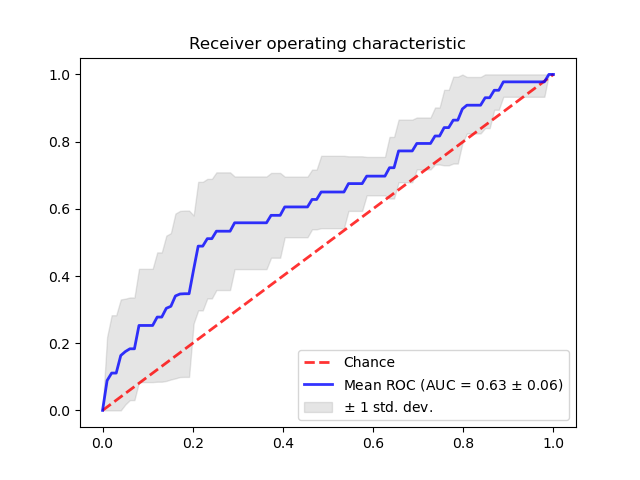 Receiver operating characteristic
1.0
0.8
0.6
0.4
0.2
0.0
Chance
Mean ROC (AUC = 0.63 ± 0.06)
± 1 std. dev.
0.0 0.2 0.4 0.6 0.8 1.0